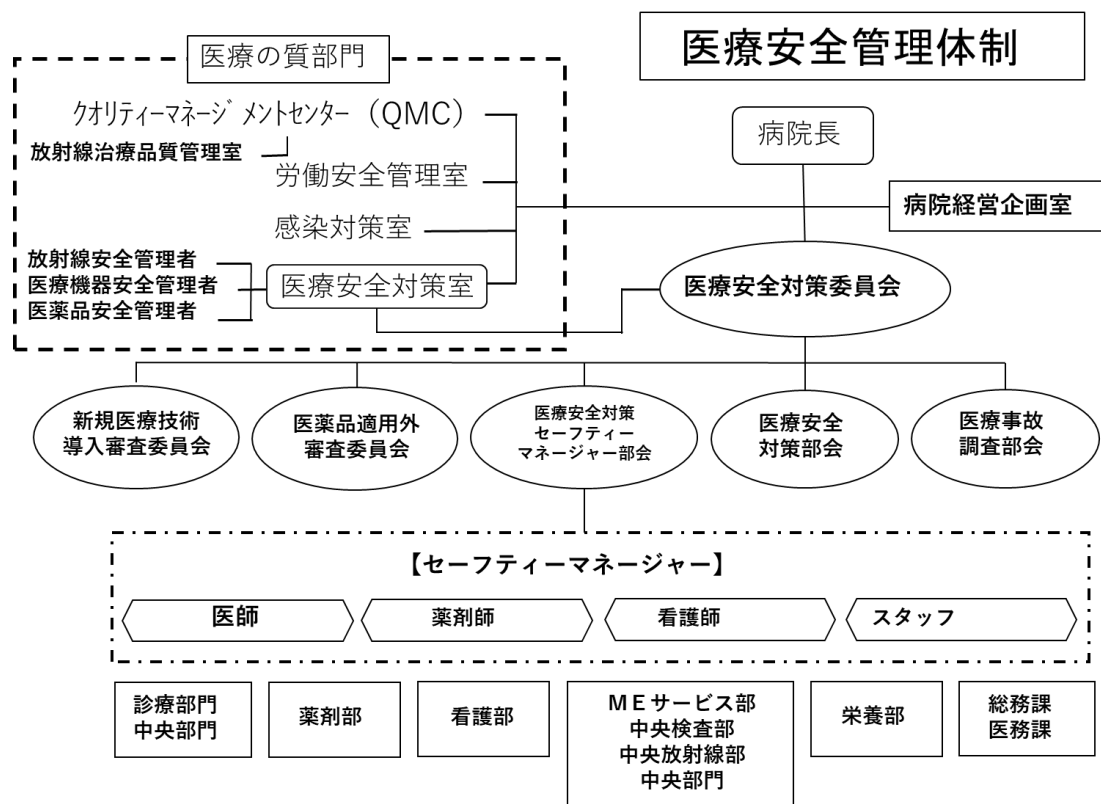 医療安全管理体制
医療の質部門
クオリティーマネージメントセンター（QMC）
放射線治療品質管理室
労働安全管理室
感染対策室
放射線安全管理者
医療機器安全管理者
医薬品安全管理者
医療安全対策室
病院長
病院経営企画室
医療安全対策委員会
新規医療技術
導入審査委員会
医薬品適用外
審査委員会
医療安全対策
セーフティー
マネージャー部会
医療安全
対策部会
医療事故
調査部会
【セーフティーマネージャー】
医師
薬剤師
看護師
スタッフ
診療部門
中央部門
薬剤部
看護部
ＭＥサービス部
中央検査部
中央放射線部
中央部門
栄養部
総務課
医務課